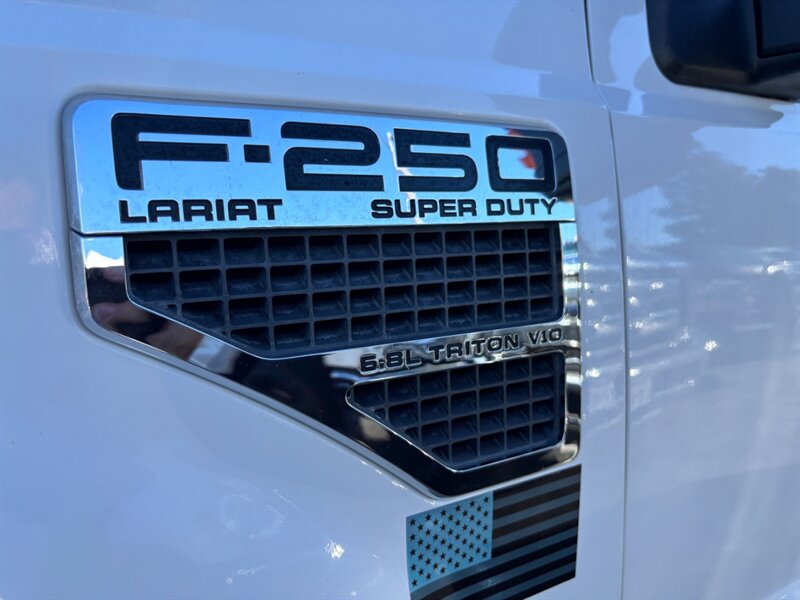 F-250
LARIAT SUPER DUTY
6.8L TRITON V10